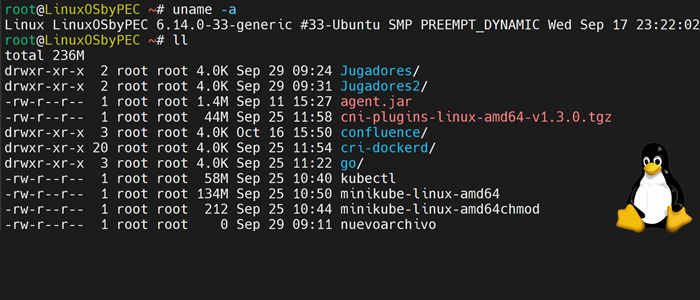 root@LinuxOSbyPEC ~# uname -a
Linux LinuxOSbyPEC 6.14.0-33-generic #33-Ubuntu SMP PREEMPT_DYNAMIC Wed Sep 17 23:22:02
root@LinuxOSbyPEC ~# ll
total 236M
drwxr-xr-x  2 root root 4.0K Sep 29 09:24 Jugadores/
drwxr-xr-x  2 root root 4.0K Sep 29 09:31 Jugadores2/
-rw-r--r--  1 root root 1.4M Sep 11 15:27 agent.jar
-rw-r--r--  1 root root  44M Sep 25 11:58 cni-plugins-linux-amd64-v1.3.0.tgz
drwxr-xr-x  3 root root 4.0K Oct 16 15:50 confluence/
drwxr-xr-x 20 root root 4.0K Sep 25 11:54 cri-dockerd/
drwxr-xr-x  3 root root 4.0K Sep 25 11:22 go/
-rw-r--r--  1 root root  58M Sep 25 10:40 kubectl
-rw-r--r--  1 root root 134M Sep 25 10:50 minikube-linux-amd64
-rw-r--r--  1 root root  212 Sep 25 10:44 minikube-linux-amd64chmod
-rw-r--r--  1 root root    0 Sep 29 09:11 nuevoarchivo